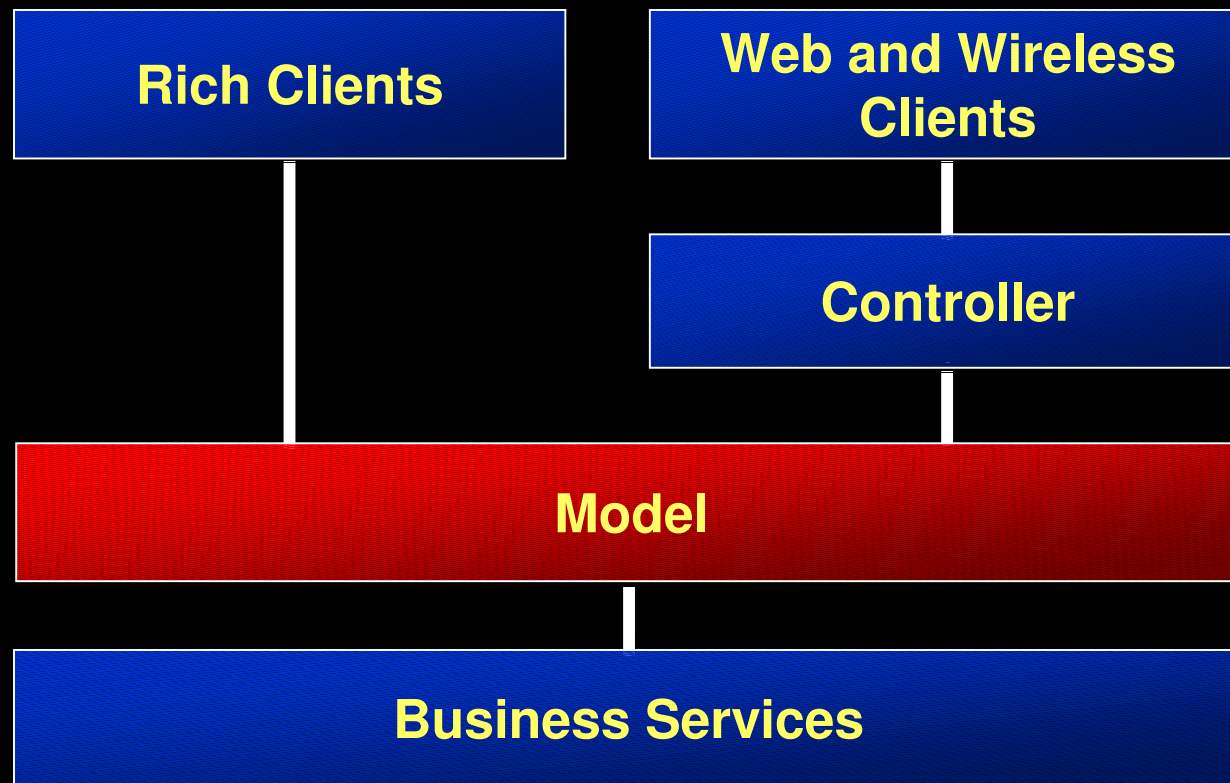 Rich Clients
Web and Wireless
Clients
Controller
Model
Business Services